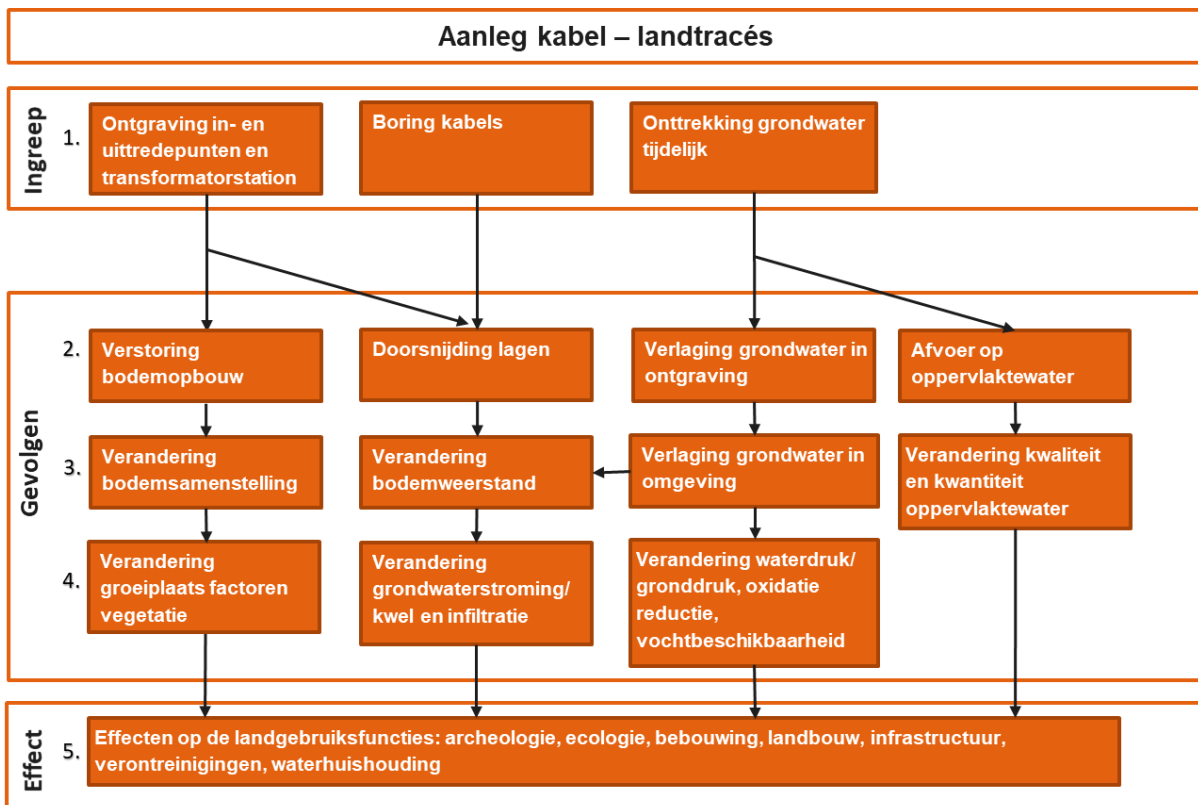 Aanleg kabel – landtracés
Ingreep
1.
Ontgraving in- en
uittredepunten en
transformatorstation
Boring kabels
Onttrekking grondwater
tijdelijk
Gevolgen
2.
Verstoring
bodemopbouw
Doorsnijding lagen
Verlaging grondwater in
ontgraving
Afvoer op
oppervlaktewater
3.
Verandering
bodemsamenstelling
Verandering
bodemweerstand
Verlaging grondwater in
omgeving
Verandering kwaliteit
en kwantiteit
oppervlaktewater
4.
Verandering
groeiplaats factoren
vegetatie
Verandering
grondwaterstroming/
kwel en infiltratie
Verandering waterdruk/
gronddruk, oxidatie
reductie,
vochtbeschikbaarheid
Effect
5.
Effecten op de landgebruiksfuncties: archeologie, ecologie, bebouwing, landbouw, infrastructuur,
verontreinigingen, waterhuishouding